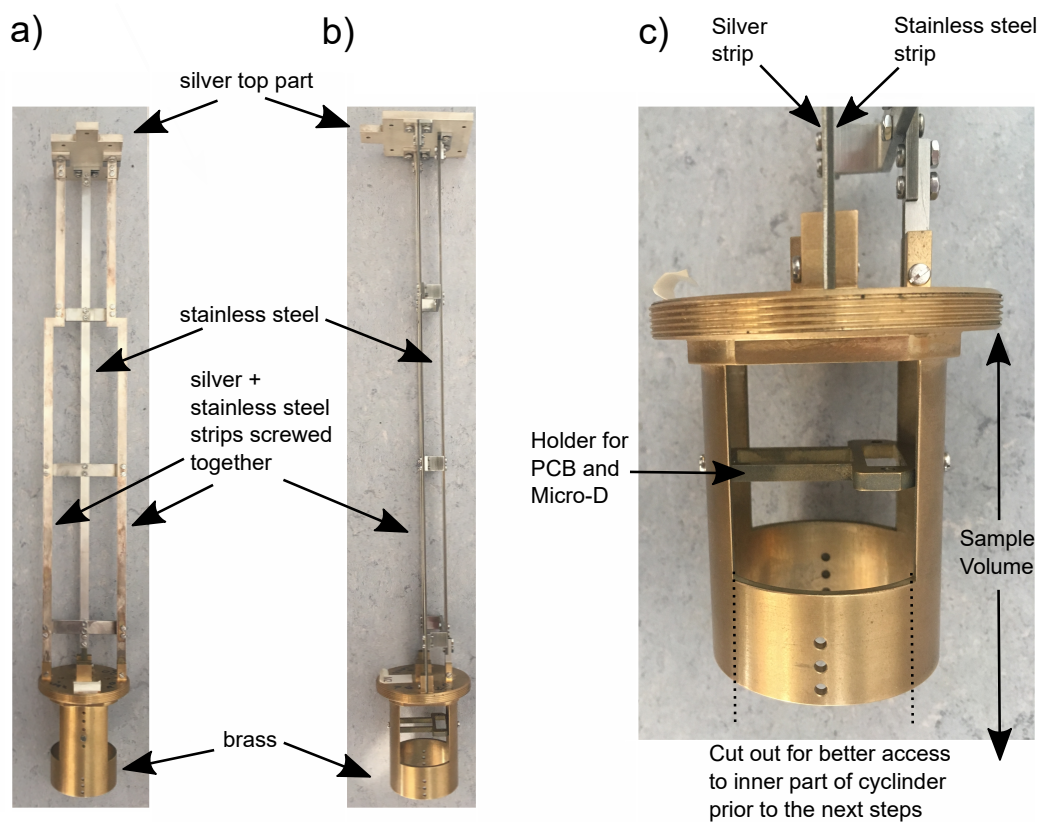 a)
b)
c)
silver top part
stainless steel
silver +
stainless steel
strips screwed
together
brass
Silver
strip
Stainless steel
strip
Holder for
PCB and
Micro-D
Sample
Volume
Cut out for better access
to inner part of cyclinder
prior to the next steps